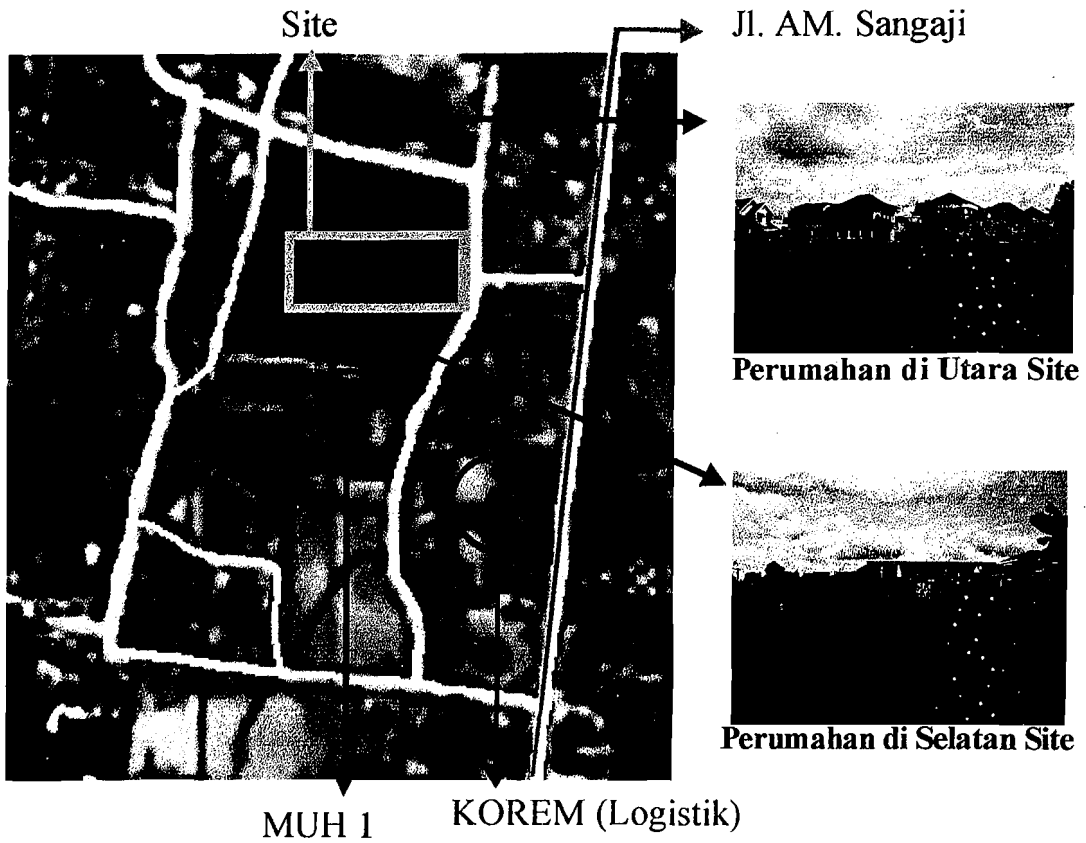 Site
Jl. AM. Sangaji
Perumahan di Utara Site
Perumahan di Selatan Site
MUH 1
KOREM (Logistik)